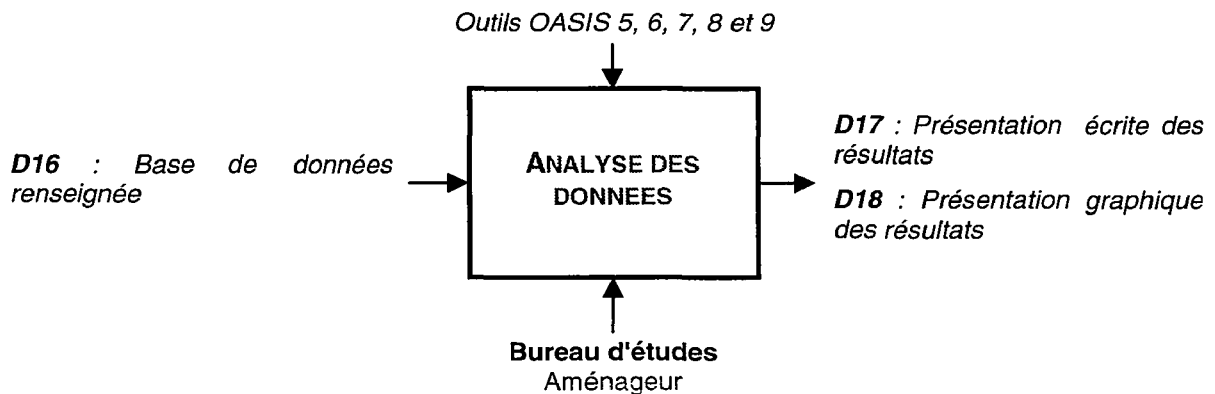 Outils OASIS 5, 6, 7, 8 et 9
D16 : Base de données
renseignée
ANALYSE DES
DONNEES
D17 : Présentation écrite des
résultats
D18 : Présentation graphique
des résultats
Bureau d'études
Aménageur